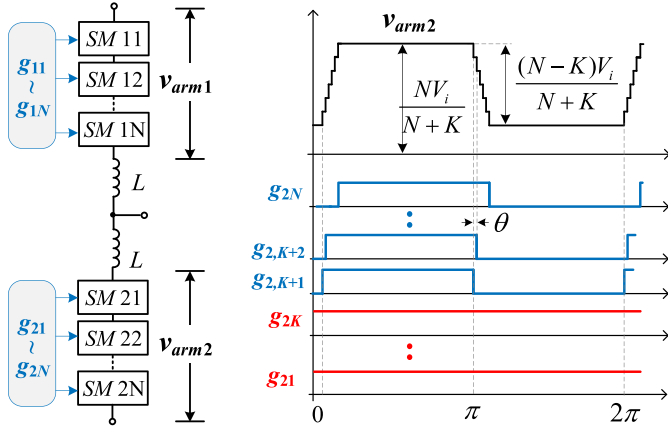 SM 11
SM 12
SM 1N
g11
~
g1N
varm1
L
L
SM 21
SM 22
SM 2N
g21
~
g2N
varm2
varm2
NVi
N+K
(N−K)Vi
N+K
g2N
θ
g2,K+2
g2,K+1
g2K
g21
0
π
2π